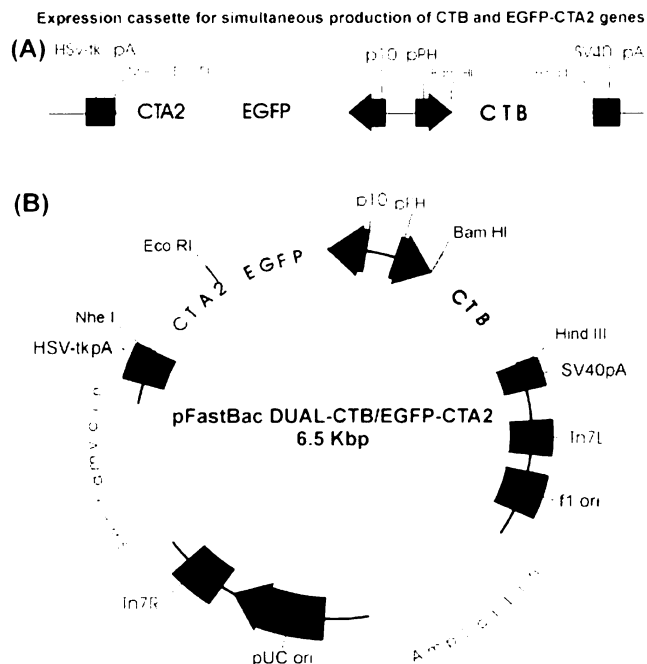 Expression cassette for simultaneous production of CTB and EGFP-CTA2 genes
(A)
HSv-tk pA
p10 pPH
SV40 pA
CTA2 EGFP CTB
(B)
p10 pPH
Eco RI
Bam HI
EGFP
CTA2
CTB
Nhe I
HSV-tkpA
Hind III
SV40pA
pFastBac DUAL-CTB/EGFP-CTA2
6.5 Kbp
Tn7L
f1 ori
Tn7R
pUC ori